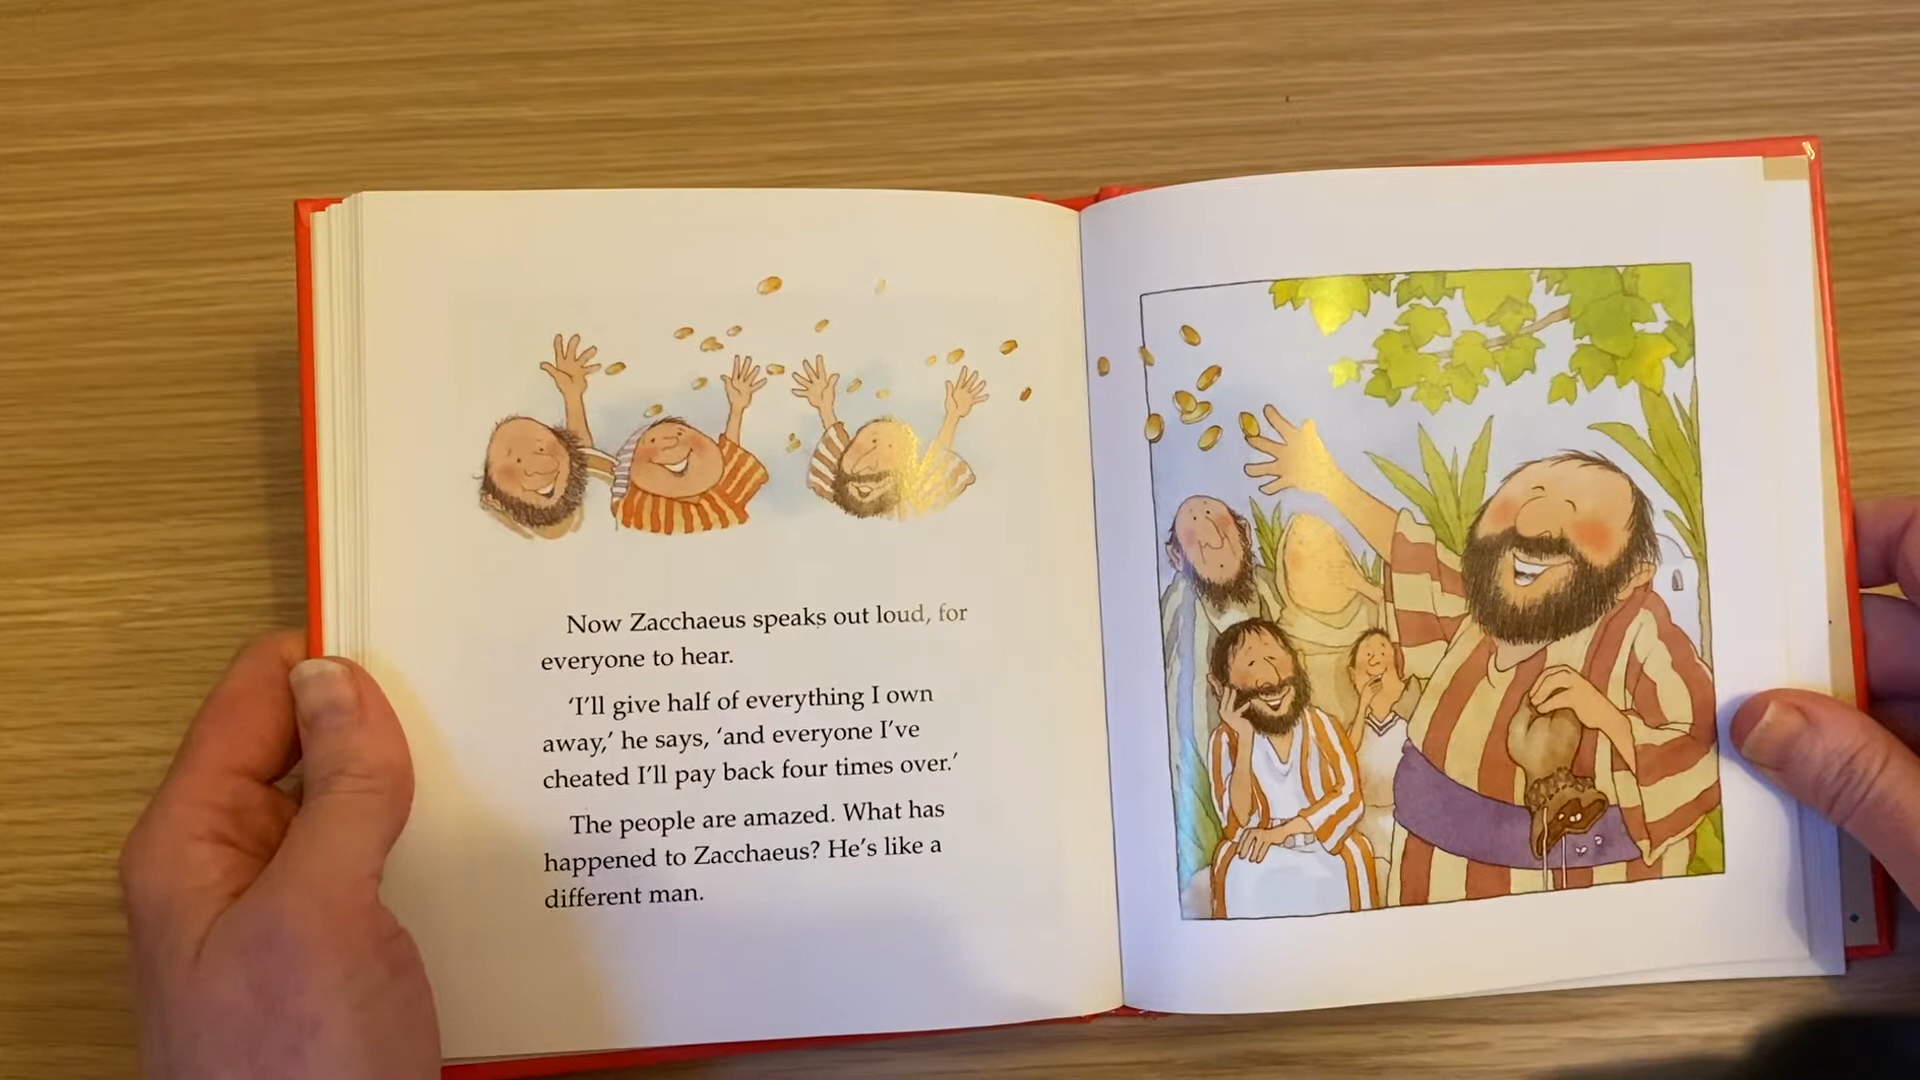 Now Zacchaeus speaks out loud, for
everyone to hear.
‘I’ll give half of everything I own
away,’ he says, ‘and everyone I’ve
cheated I’ll pay back four times over.’
The people are amazed. What has
happened to Zacchaeus? He’s like a
different man.